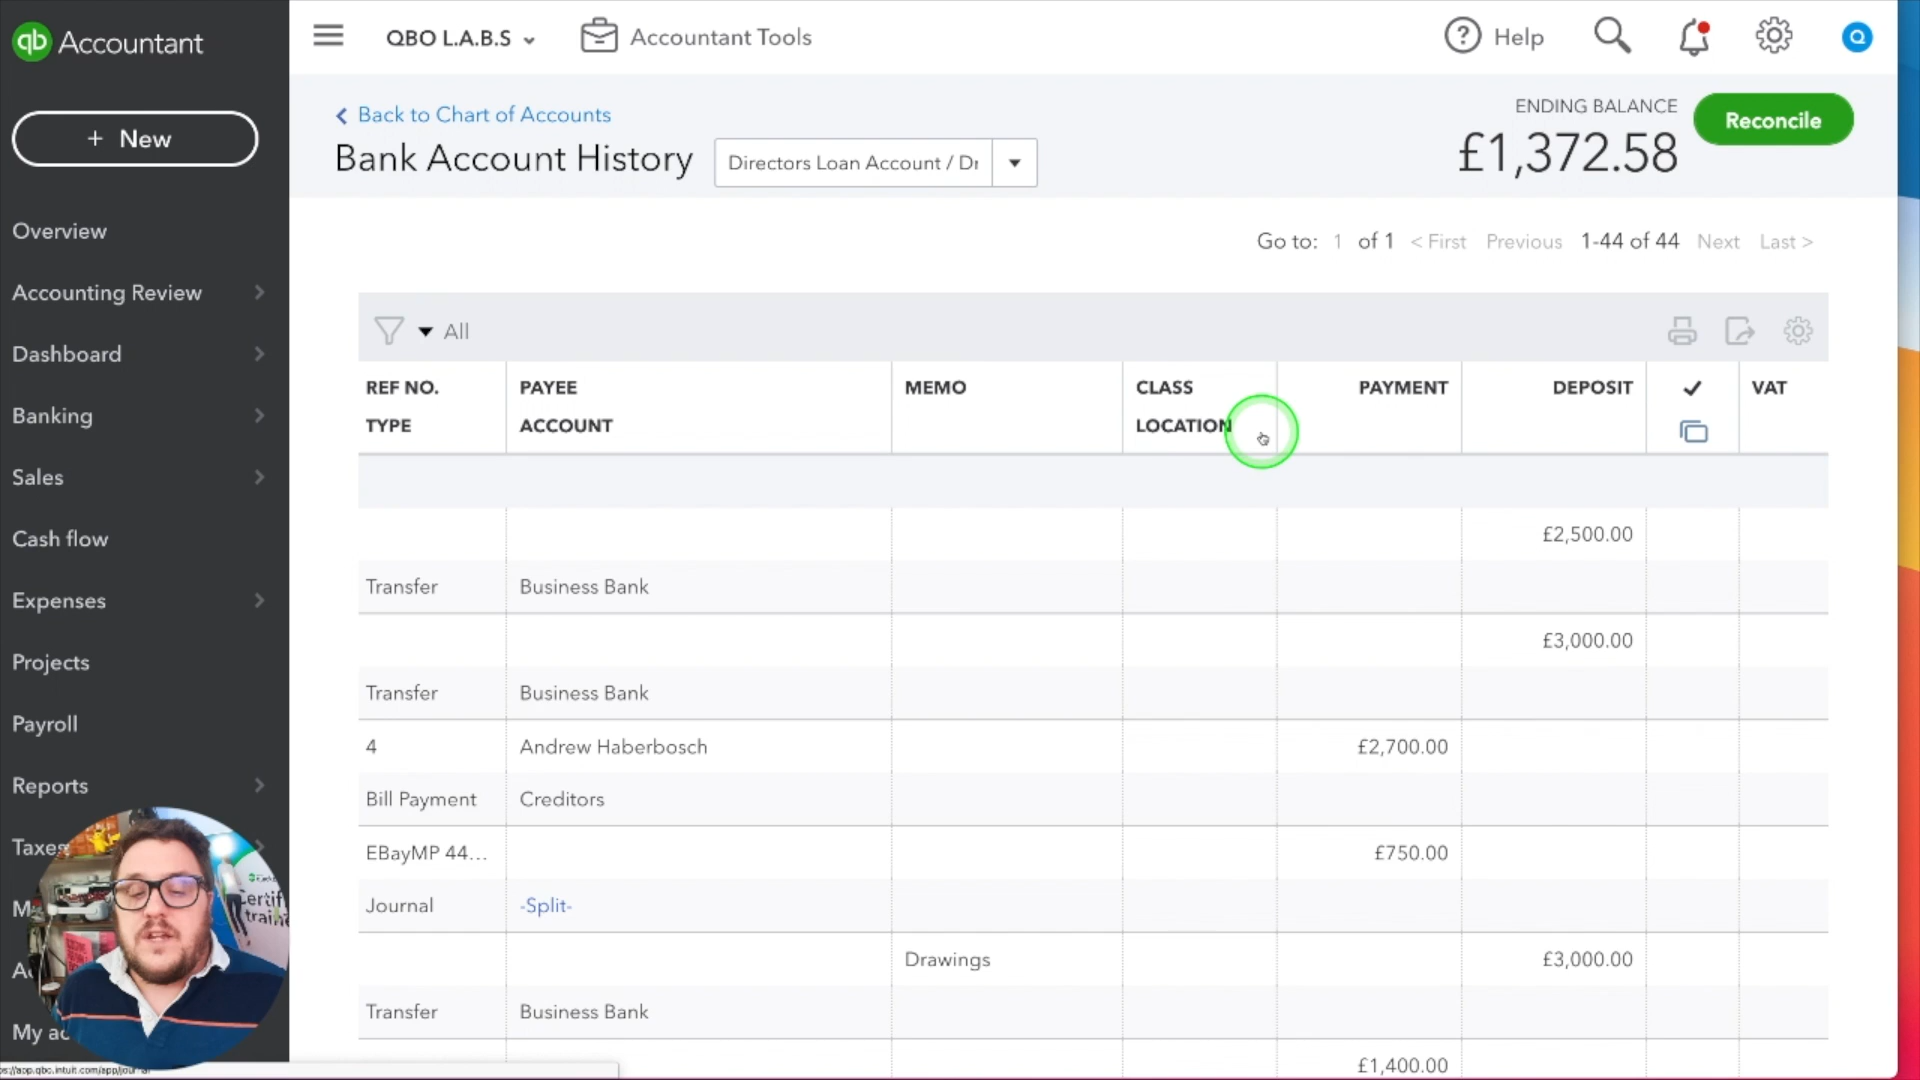 qb Accountant
QBO L.A.B.S
Accountant Tools
? Help
Q
+ New
Back to Chart of Accounts
Bank Account History
Directors Loan Account / Dr
ENDING BALANCE
£1,372.58
Reconcile
Overview
Accounting Review
Dashboard
Banking
Sales
Cash flow
Expenses
Projects
Payroll
Reports
Taxes
My ac
Go to: 1 of 1 < First Previous 1-44 of 44 Next Last >
All
REF NO. PAYEE MEMO CLASS PAYMENT DEPOSIT ✓ VAT
TYPE ACCOUNT LOCATION
£2,500.00
Transfer Business Bank
£3,000.00
Transfer Business Bank
4 Andrew Haberbosch £2,700.00
Bill Payment Creditors
EBayMP 44... £750.00
Journal -Split-
Drawings £3,000.00
Transfer Business Bank
£1,400.00